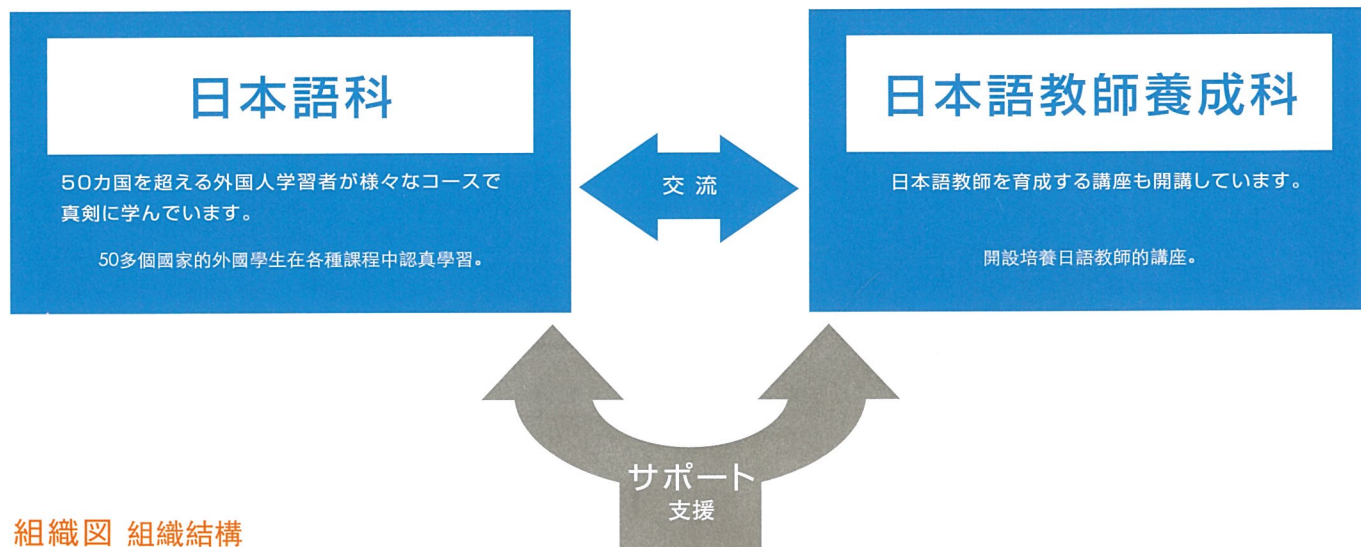 日本語科
50カ国を超える外国人学習者が様々なコースで
真剣に学んでいます。
50多個國家的外國學生在各種課程中認真學習。
交流
日本語教師養成科
日本語教師を育成する講座も開講しています。
開設培養日語教師的講座。
サポート
支援
組織図 組織結構